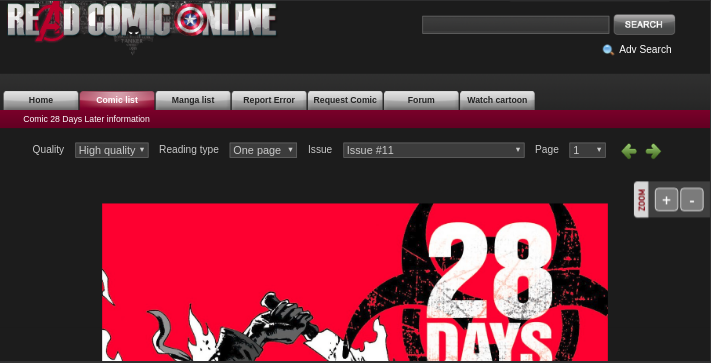 READ COMIC ONLINE
SEARCH
Adv Search
Home Comic list Manga list Report Error Request Comic Forum Watch cartoon
Comic 28 Days Later information
Quality High quality Reading type One page Issue Issue #11 Page 1
ZOOM + -
28
DAYS